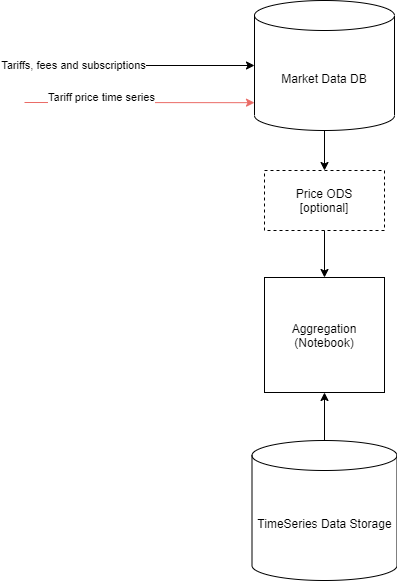 Market Data DB
Tariffs, fees and subscriptions
Tariff price time series
Price ODS
[optional]
Aggregation
(Notebook)
TimeSeries Data Storage